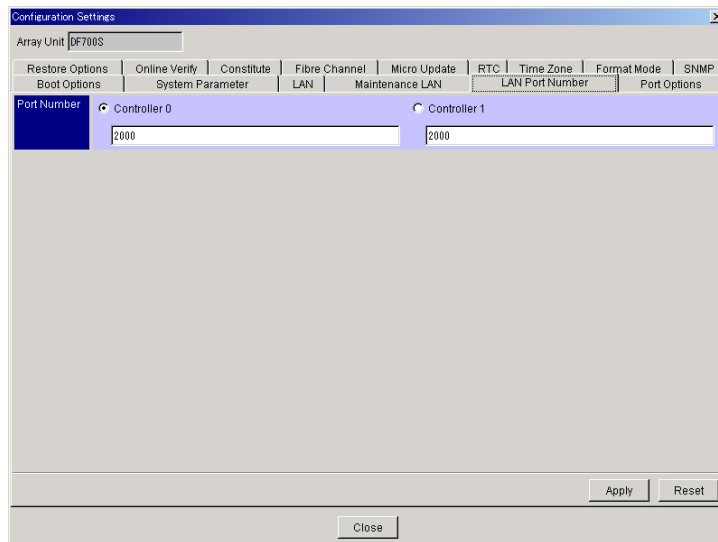 Configuration Settings
Array Unit DF700S
Restore Options Online Verify Constitute Fibre Channel Micro Update RTC Time Zone Format Mode SNMP
Boot Options System Parameter LAN Maintenance LAN LAN Port Number Port Options
Port Number Controller 0 Controller 1
2000 2000
Apply Reset
Close